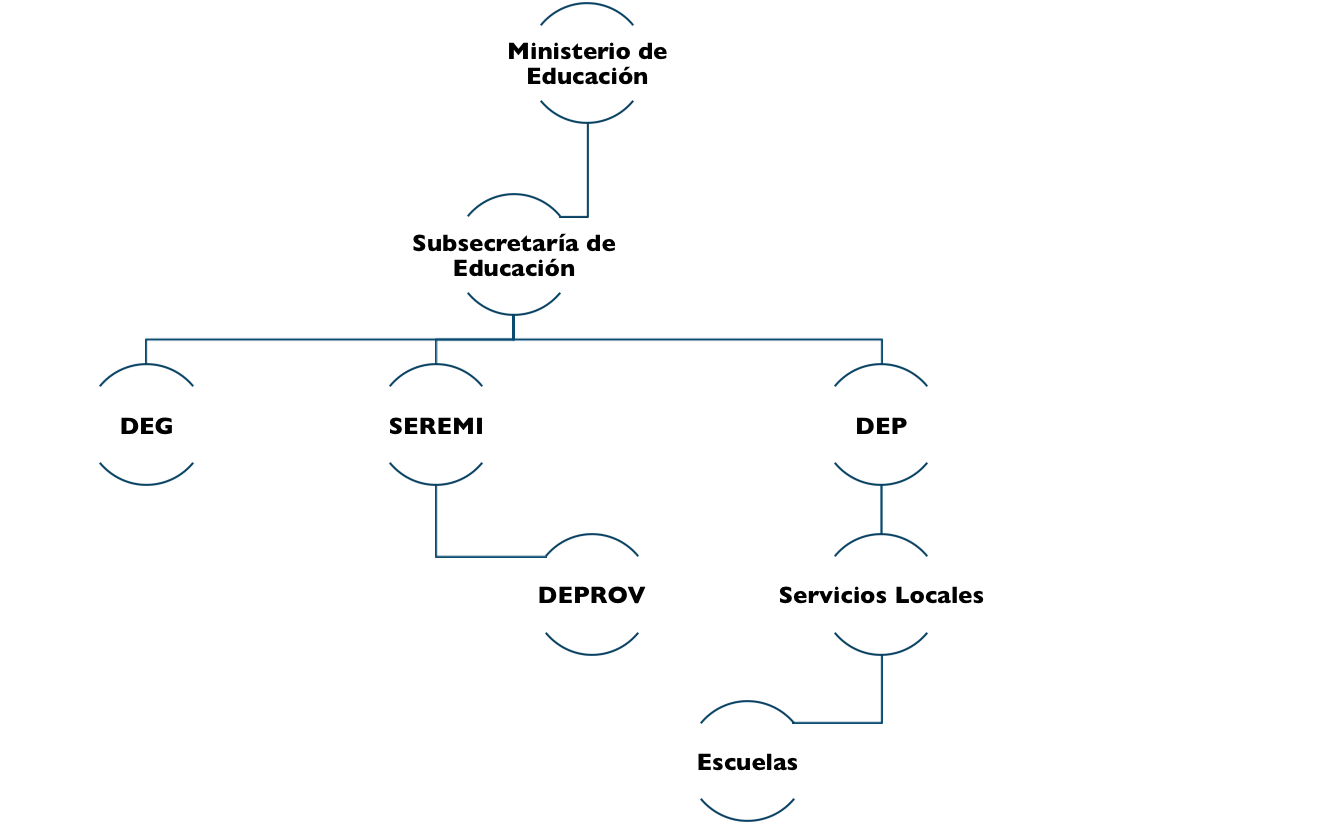 Ministerio de
Educación
Subsecretaría de
Educación
DEG
SEREMI
DEP
DEPROV
Servicios Locales
Escuelas